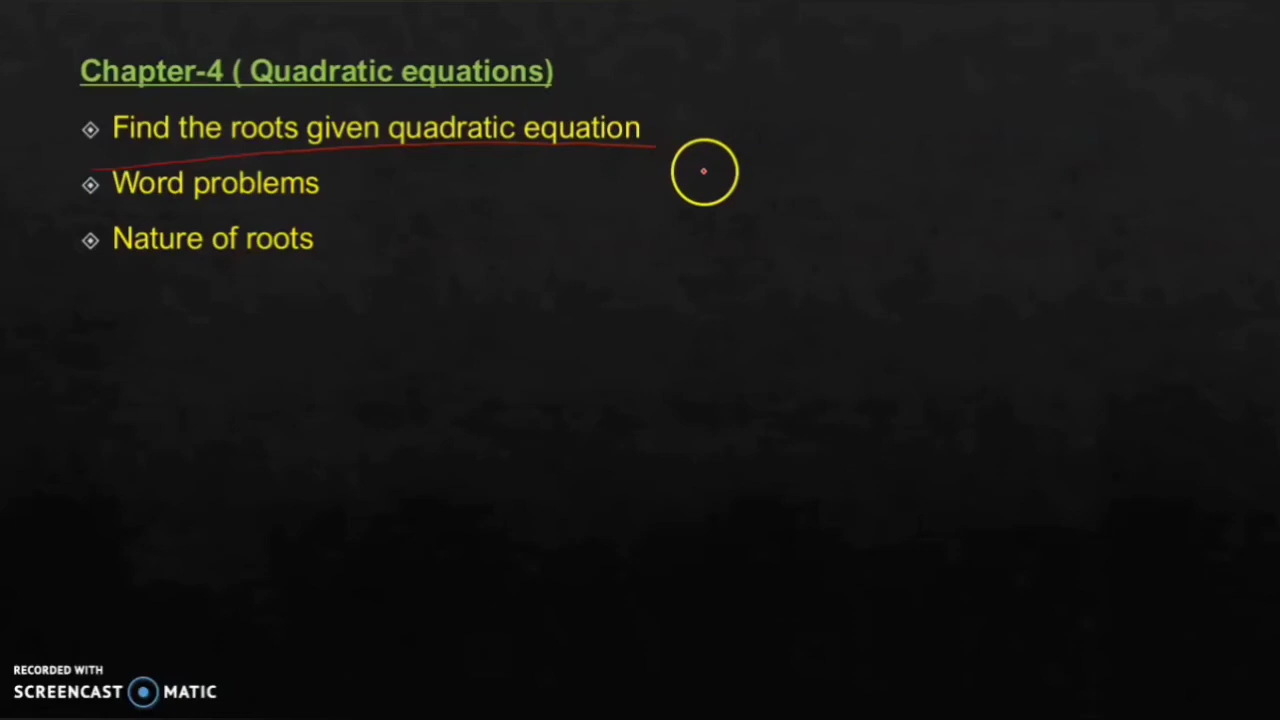 Chapter-4 ( Quadratic equations)
Find the roots given quadratic equation
Word problems
Nature of roots
RECORDED WITH
SCREENCAST MATIC